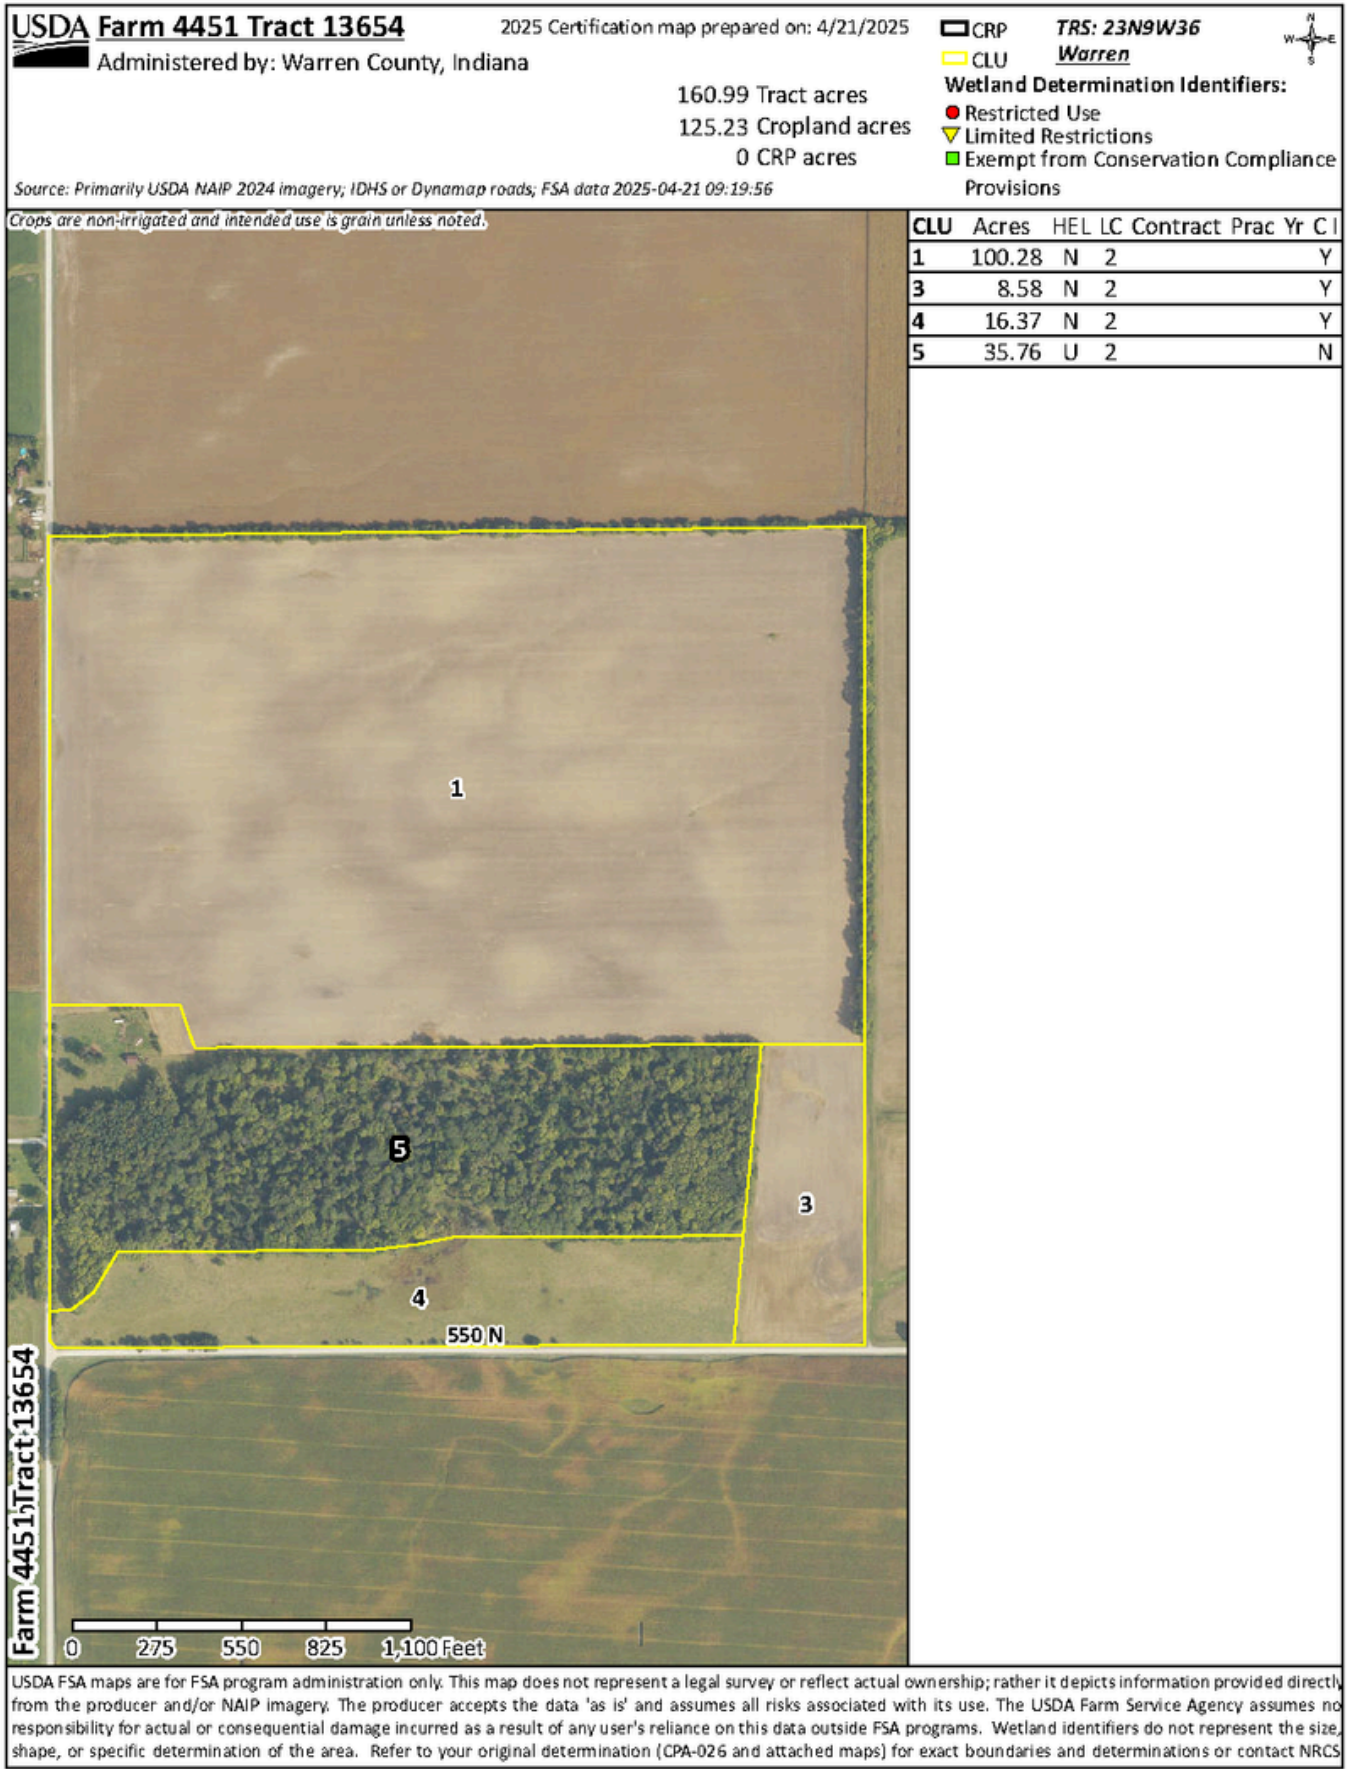 USDA Farm 4451 Tract 13654
Administered by: Warren County, Indiana
2025 Certification map prepared on: 4/21/2025
160.99 Tract acres
125.23 Cropland acres
0 CRP acres
CRP
CLU
TRS: 23N9W36
Warren
N
W E
S
Wetland Determination Identifiers:
Restricted Use
Limited Restrictions
Exempt from Conservation Compliance
Provisions
Source: Primarily USDA NAIP 2024 imagery; IDHS or Dynamap roads; FSA data 2025-04-21 09:19:56
Crops are non-irrigated and intended use is grain unless noted.
CLU Acres HEL LC Contract Prac Yr C I
1 100.28 N 2 Y
3 8.58 N 2 Y
4 16.37 N 2 Y
5 35.76 U 2 N
1
5
3
4
550 N
Farm 4451 Tract 13654
0 275 550 825 1,100 Feet
USDA FSA maps are for FSA program administration only. This map does not represent a legal survey or reflect actual ownership; rather it depicts information provided directly
from the producer and/or NAIP imagery. The producer accepts the data 'as is' and assumes all risks associated with its use. The USDA Farm Service Agency assumes no
responsibility for actual or consequential damage incurred as a result of any user's reliance on this data outside FSA programs. Wetland identifiers do not represent the size,
shape, or specific determination of the area. Refer to your original determination (CPA-026 and attached maps) for exact boundaries and determinations or contact NRCS